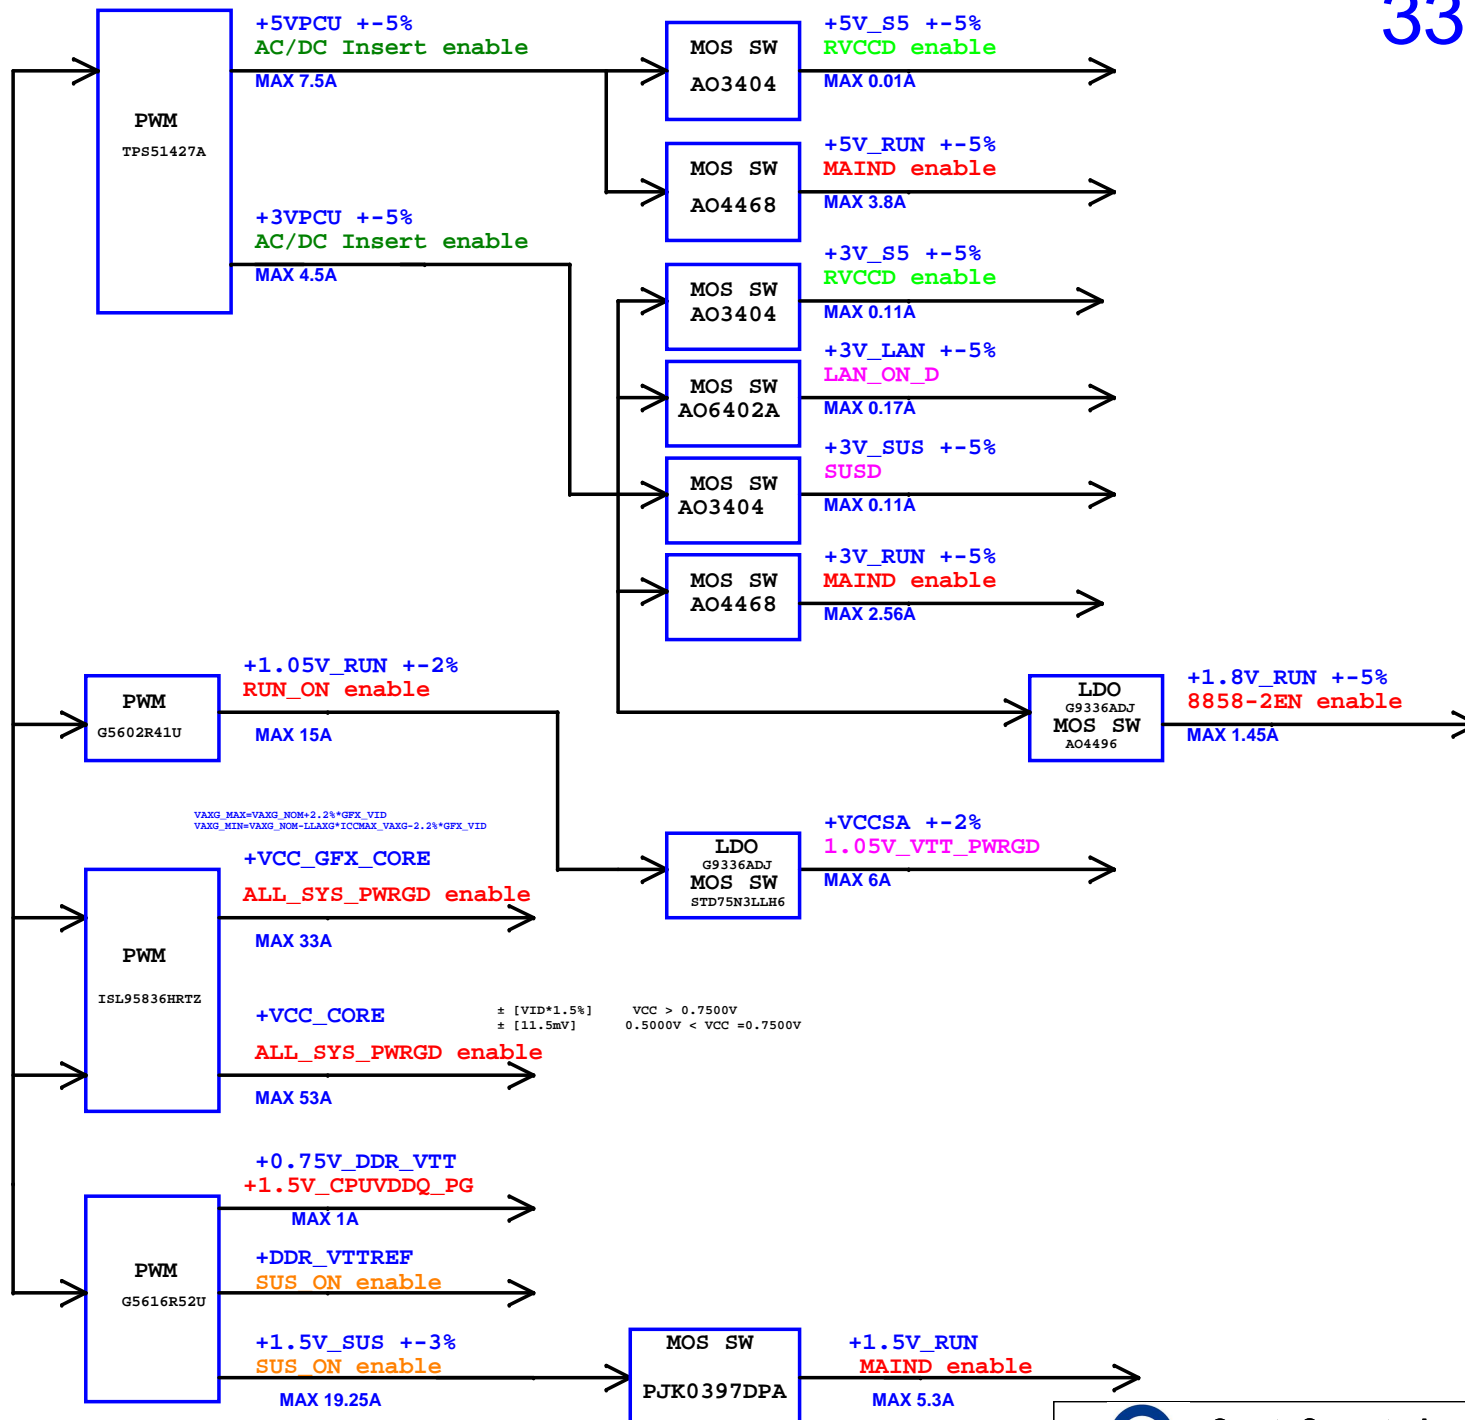 33
+5VPCU +-5%
AC/DC Insert enable
MAX 7.5A
MOS SW
AO3404
+5V_S5 +-5%
RVCCD enable
MAX 0.01A
PWM
TPS51427A
MOS SW
AO4468
+5V_RUN +-5%
MAIND enable
MAX 3.8A
+3VPCU +-5%
AC/DC Insert enable
MAX 4.5A
MOS SW
AO3404
+3V_S5 +-5%
RVCCD enable
MAX 0.11A
MOS SW
AO6402A
+3V_LAN +-5%
LAN_ON_D
MAX 0.17A
MOS SW
AO3404
+3V_SUS +-5%
SUSD
MAX 0.11A
MOS SW
AO4468
+3V_RUN +-5%
MAIND enable
MAX 2.56A
PWM
G5602R41U
+1.05V_RUN +-2%
RUN_ON enable
MAX 15A
LDO
G9336ADJ
MOS SW
AO4496
+1.8V_RUN +-5%
8858-2EN enable
MAX 1.45A
VAXG_MAX=VAXG_NOM+2.2%*GFX_VID
VAXG_MIN=VAXG_NOM-LLAXG*ICCMAX_VAXG-2.2%*GFX_VID
LDO
G9336ADJ
MOS SW
STD75N3LLH6
+VCCSA +-2%
1.05V_VTT_PWRGD
MAX 6A
+VCC_GFX_CORE
ALL_SYS_PWRGD enable
MAX 33A
PWM
ISL95836HRTZ
+VCC_CORE
± [VID*1.5%] VCC > 0.7500V
± [11.5mV] 0.5000V < VCC =0.7500V
ALL_SYS_PWRGD enable
MAX 53A
+0.75V_DDR_VTT
+1.5V_CPUVDDQ_PG
MAX 1A
PWM
G5616R52U
+DDR_VTTREF
SUS_ON enable
+1.5V_SUS +-3%
SUS_ON enable
MAX 19.25A
MOS SW
PJK0397DPA
+1.5V_RUN
MAIND enable
MAX 5.3A